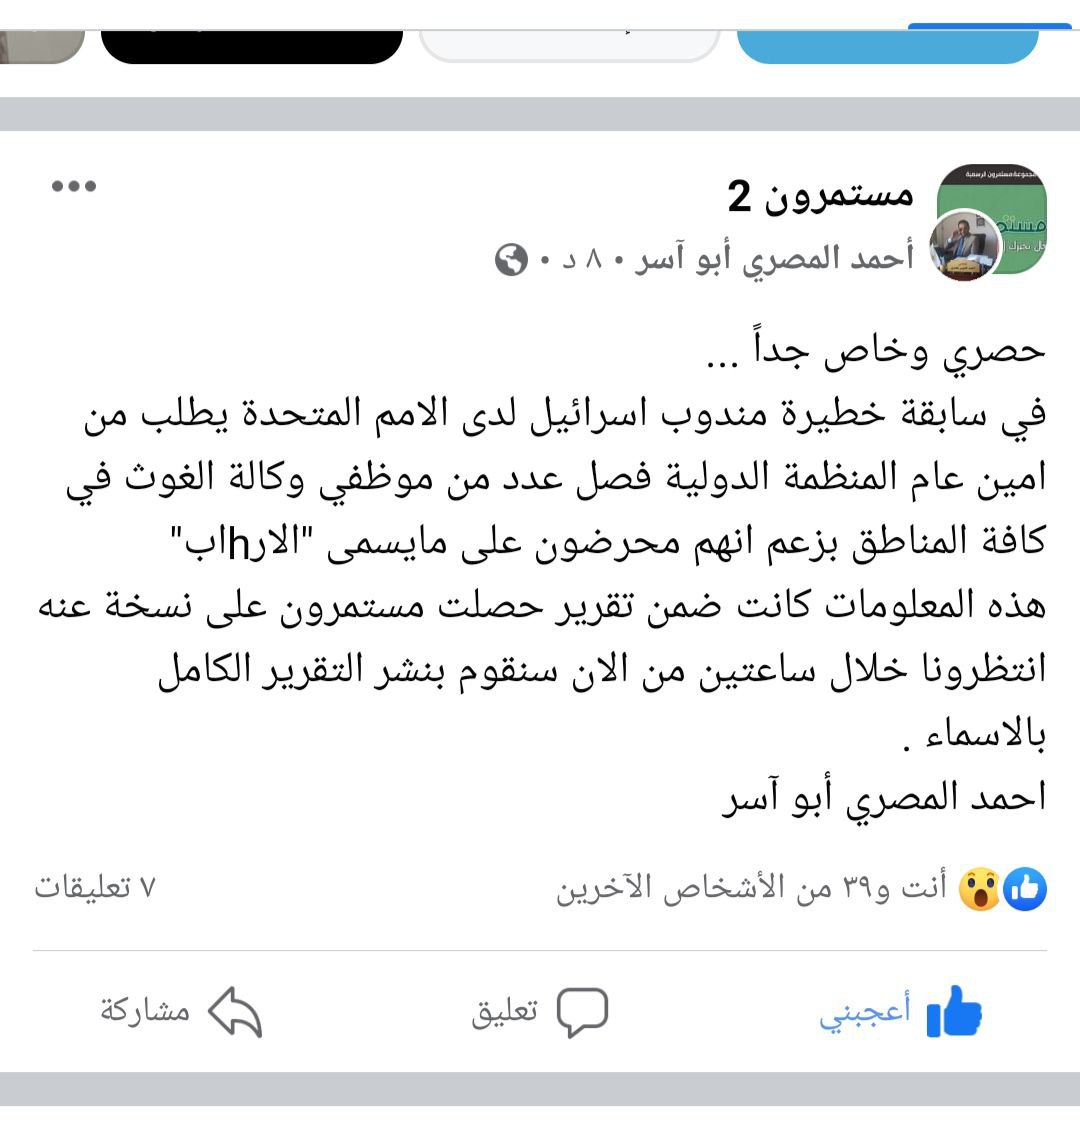 مجموعة مستمرون الرسمية
مستمرون 2
أحمد المصري أبو آسر • ٨ د •
حصري وخاص جداً ...
في سابقة خطيرة مندوب اسرائيل لدى الامم المتحدة يطلب من
امين عام المنظمة الدولية فصل عدد من موظفي وكالة الغوث في
كافة المناطق بزعم انهم محرضون على مايسمى "الارhاب"
هذه المعلومات كانت ضمن تقرير حصلت مستمرون على نسخة عنه
انتظرونا خلال ساعتين من الان سنقوم بنشر التقرير الكامل
بالاسماء .
احمد المصري أبو آسر
أنت و٣٩ من الأشخاص الآخرين
٧ تعليقات
أعجبني
تعليق
مشاركة